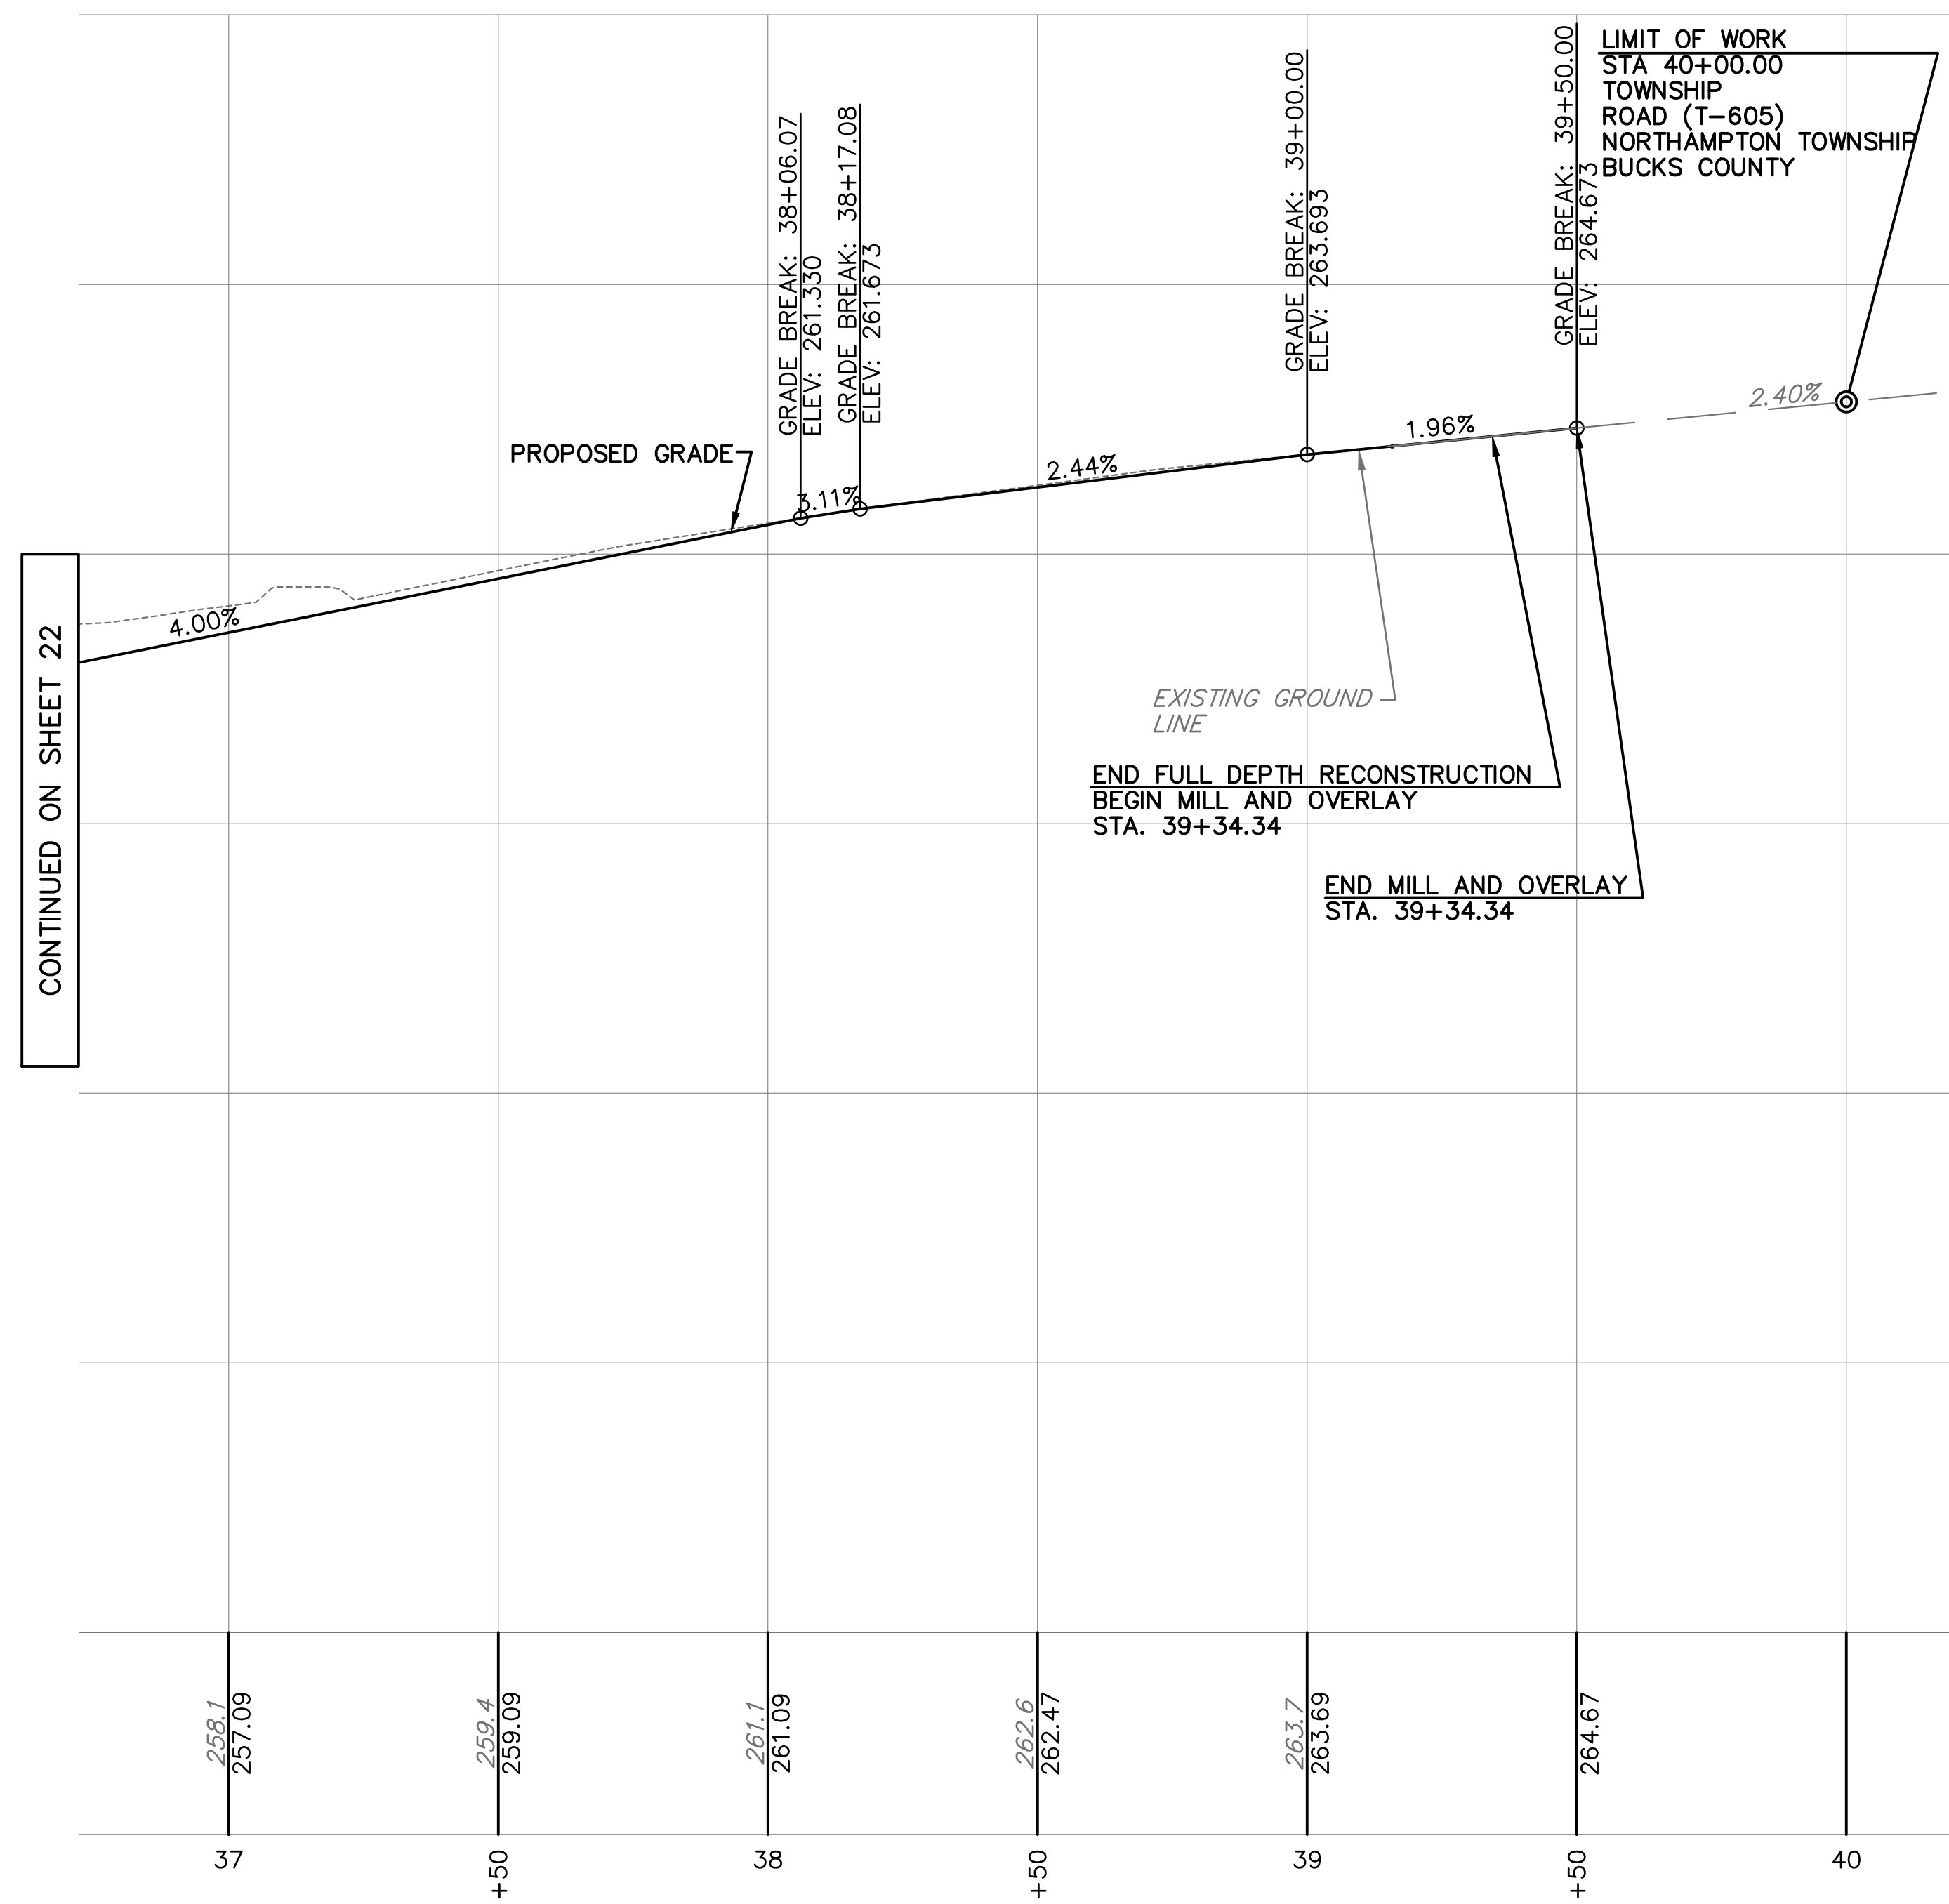 LIMIT OF WORK
STA 40+00.00
TOWNSHIP
ROAD (T-605)
NORTHAMPTON TOWNSHIP
BUCKS COUNTY
GRADE BREAK: 38+06.07
ELEV: 261.330
GRADE BREAK: 38+17.08
ELEV: 261.673
GRADE BREAK: 39+00.00
ELEV: 263.693
GRADE BREAK: 39+50.00
ELEV: 264.673
PROPOSED GRADE
4.00%
3.11%
2.44%
1.96%
2.40%
CONTINUED ON SHEET 22
EXISTING GROUND
LINE
END FULL DEPTH RECONSTRUCTION
BEGIN MILL AND OVERLAY
STA. 39+34.34
END MILL AND OVERLAY
STA. 39+34.34
258.1
257.09
259.4
259.09
261.1
261.09
262.6
262.47
263.7
263.69
264.67
37
+50
38
+50
39
+50
40